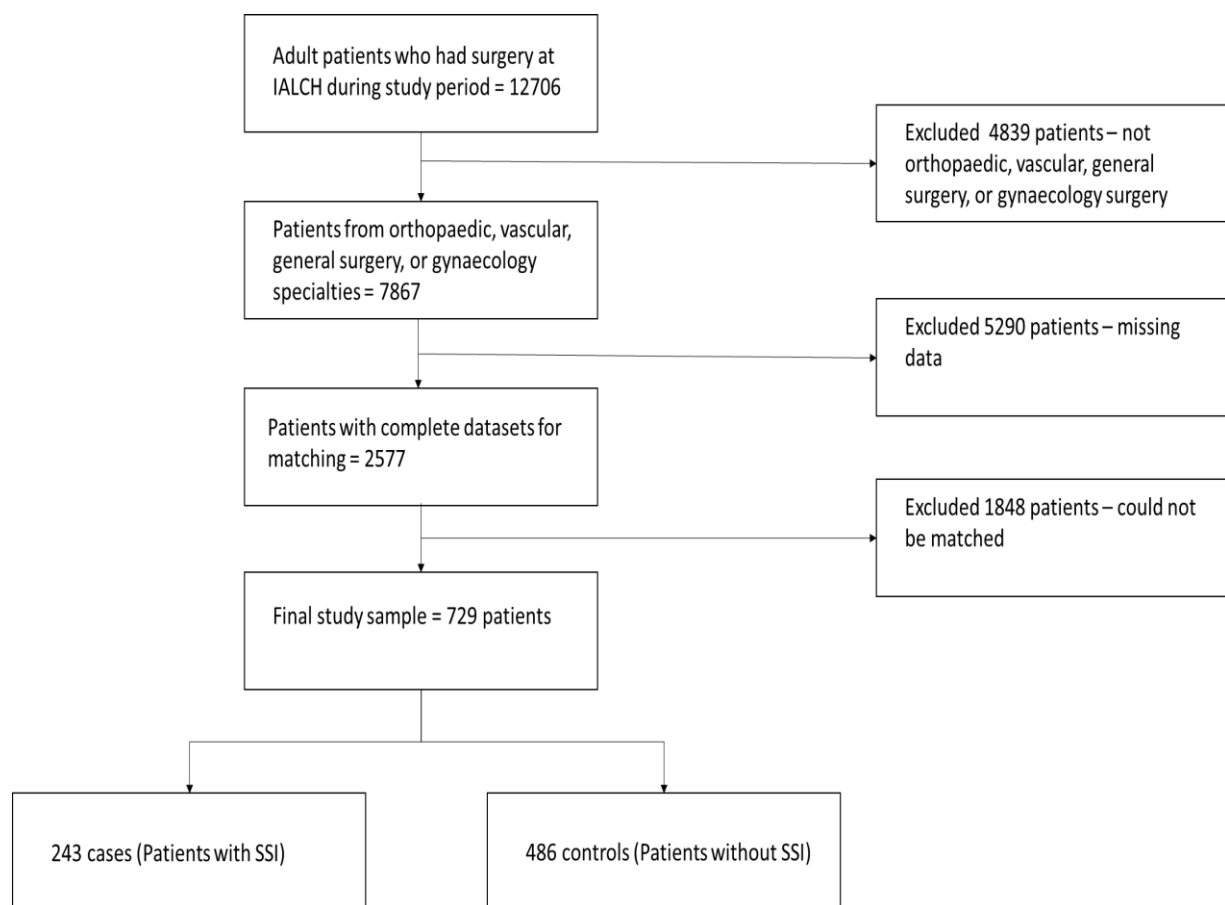 Adult patients who had surgery at
IALCH during study period = 12706
Excluded 4839 patients – not
orthopaedic, vascular, general
surgery, or gynaecology surgery
Patients from orthopaedic, vascular,
general surgery, or gynaecology
specialties = 7867
Excluded 5290 patients – missing
data
Patients with complete datasets for
matching = 2577
Excluded 1848 patients – could not
be matched
Final study sample = 729 patients
243 cases (Patients with SSI)
486 controls (Patients without SSI)